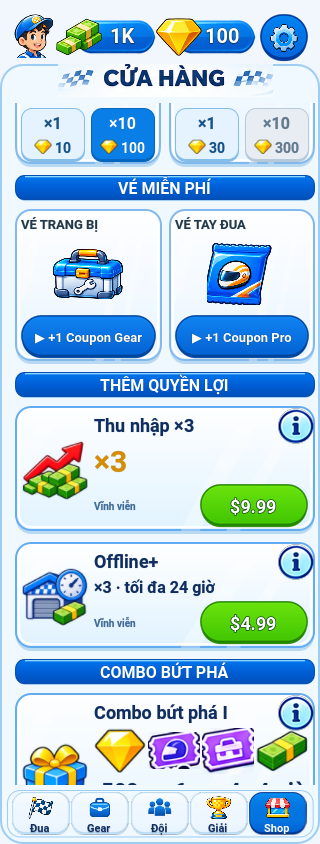 1K
100
CỬA HÀNG
×1
×10
×1
×10
10
100
30
300
VÉ MIỄN PHÍ
VÉ TRANG BỊ
VÉ TAY ĐUA
▶ +1 Coupon Gear
▶ +1 Coupon Pro
THÊM QUYỀN LỢI
Thu nhập ×3
×3
Vĩnh viễn
$9.99
Offline+
×3 · tối đa 24 giờ
Vĩnh viễn
$4.99
COMBO BỨT PHÁ
Combo bứt phá I
Đua
Gear
Đội
Giải
Shop